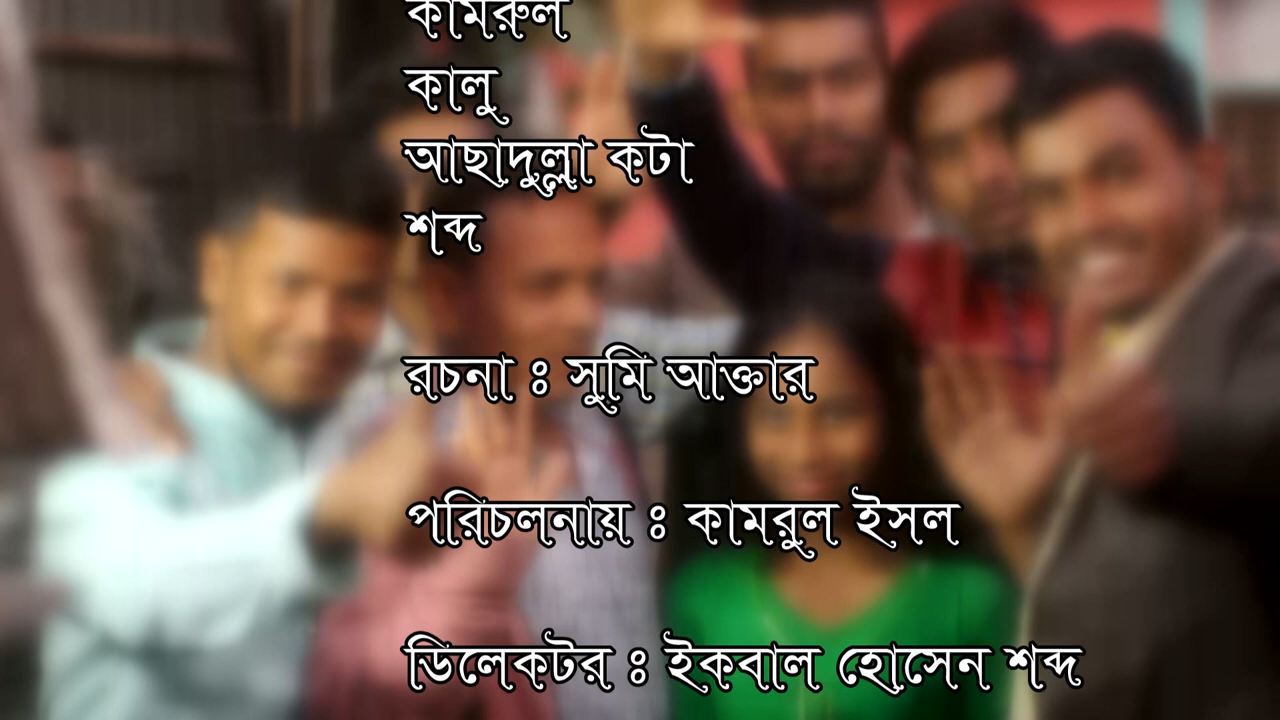 কামরুল
কালু
আছাদুল্লা কটা
শব্দ
রচনা ঃ সুমি আক্তার
পরিচলনায় ঃ কামরুল ইসল
ডিলেকটর ঃ ইকবাল হোসেন শব্দ